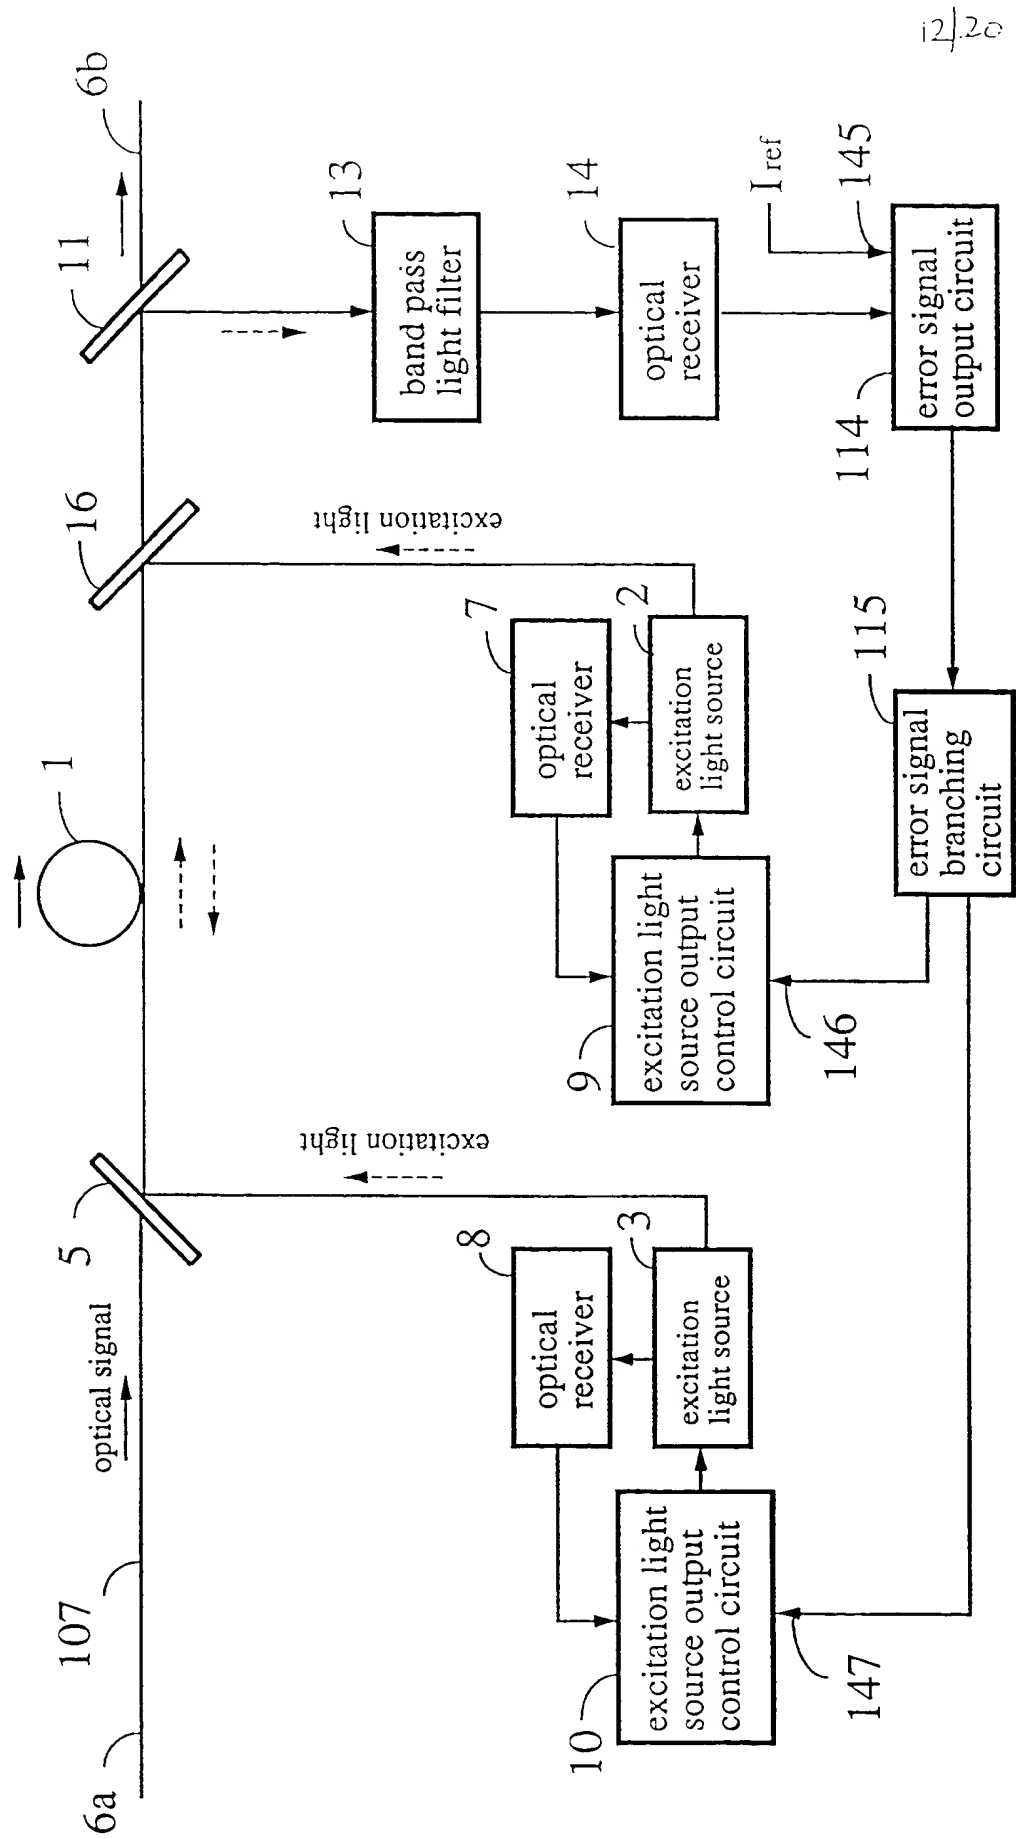 12/20
6a
107
optical signal
5
1
16
11
6b
excitation light
excitation light
8
optical
receiver
3
excitation
light source
10
excitation light
source output
control circuit
147
7
optical
receiver
2
excitation
light source
9
excitation light
source output
control circuit
146
13
band pass
light filter
14
optical
receiver
Iref
145
114
error signal
output circuit
115
error signal
branching
circuit